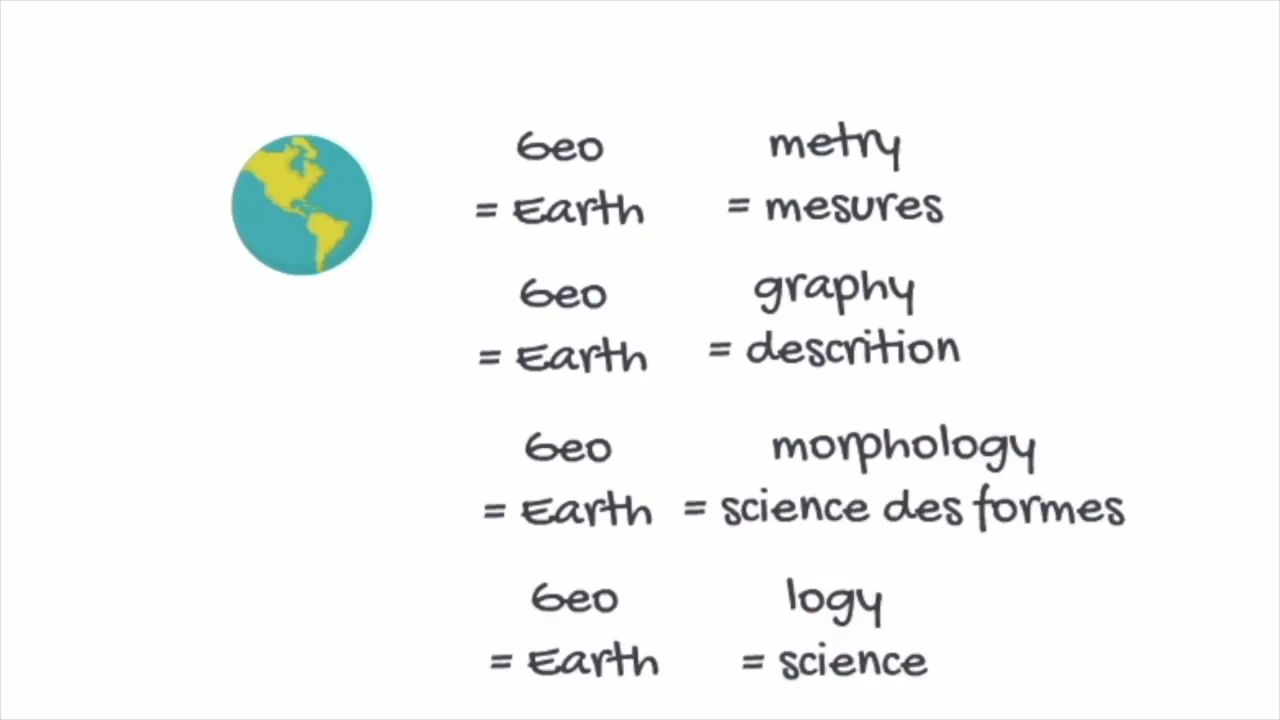 Geo metry
= Earth = mesures
Geo graphy
= Earth = descrition
Geo morphology
= Earth = science des formes
Geo logy
= Earth = science